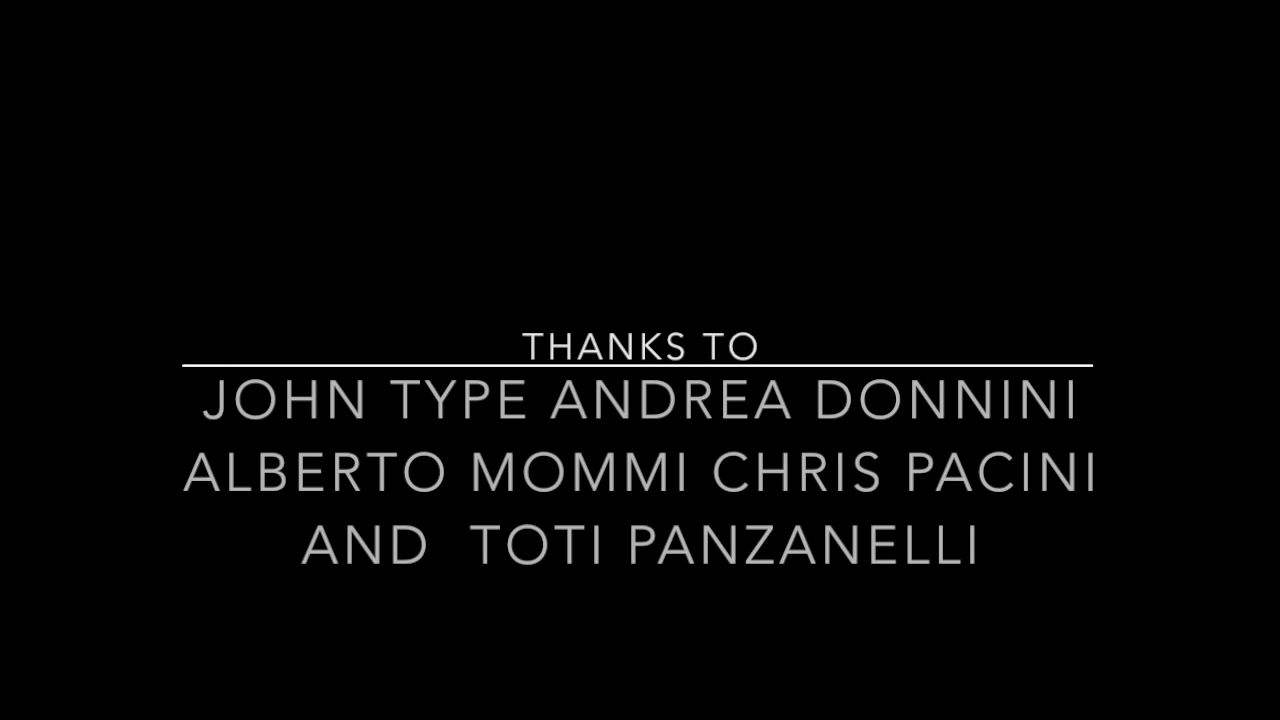 THANKS TO
JOHN TYPE ANDREA DONNINI
ALBERTO MOMMI CHRIS PACINI
AND  TOTI PANZANELLI